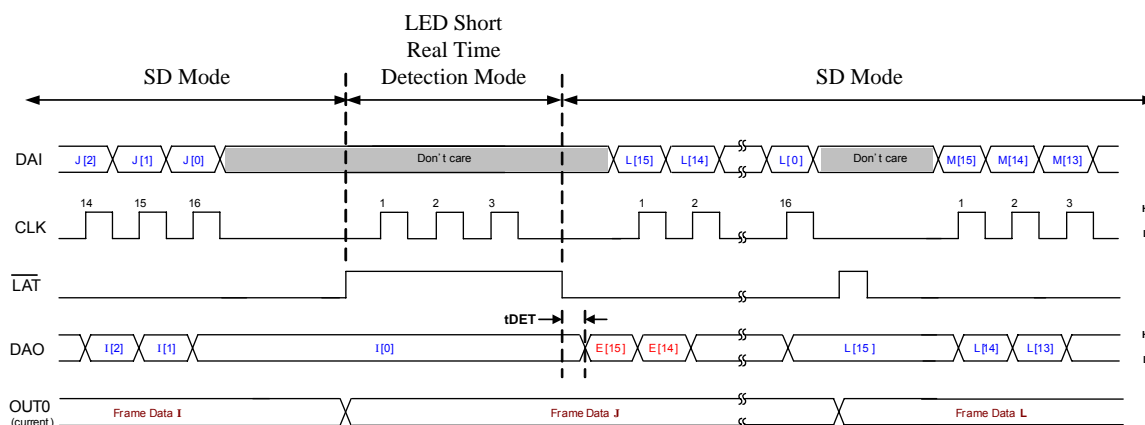 LED Short
Real Time
SD Mode Detection Mode SD Mode
DAI J[2] J[1] J[0] Don't care L[15] L[14] L[0] Don't care M[15] M[14] M[13]
14 15 16 1 2 3 1 2 16 1 2 3
CLK
LAT
tDET
DAO I[2] I[1] I[0] E[15] E[14] L[15] L[14] L[13]
OUT0 Frame Data I Frame Data J Frame Data L
(current)